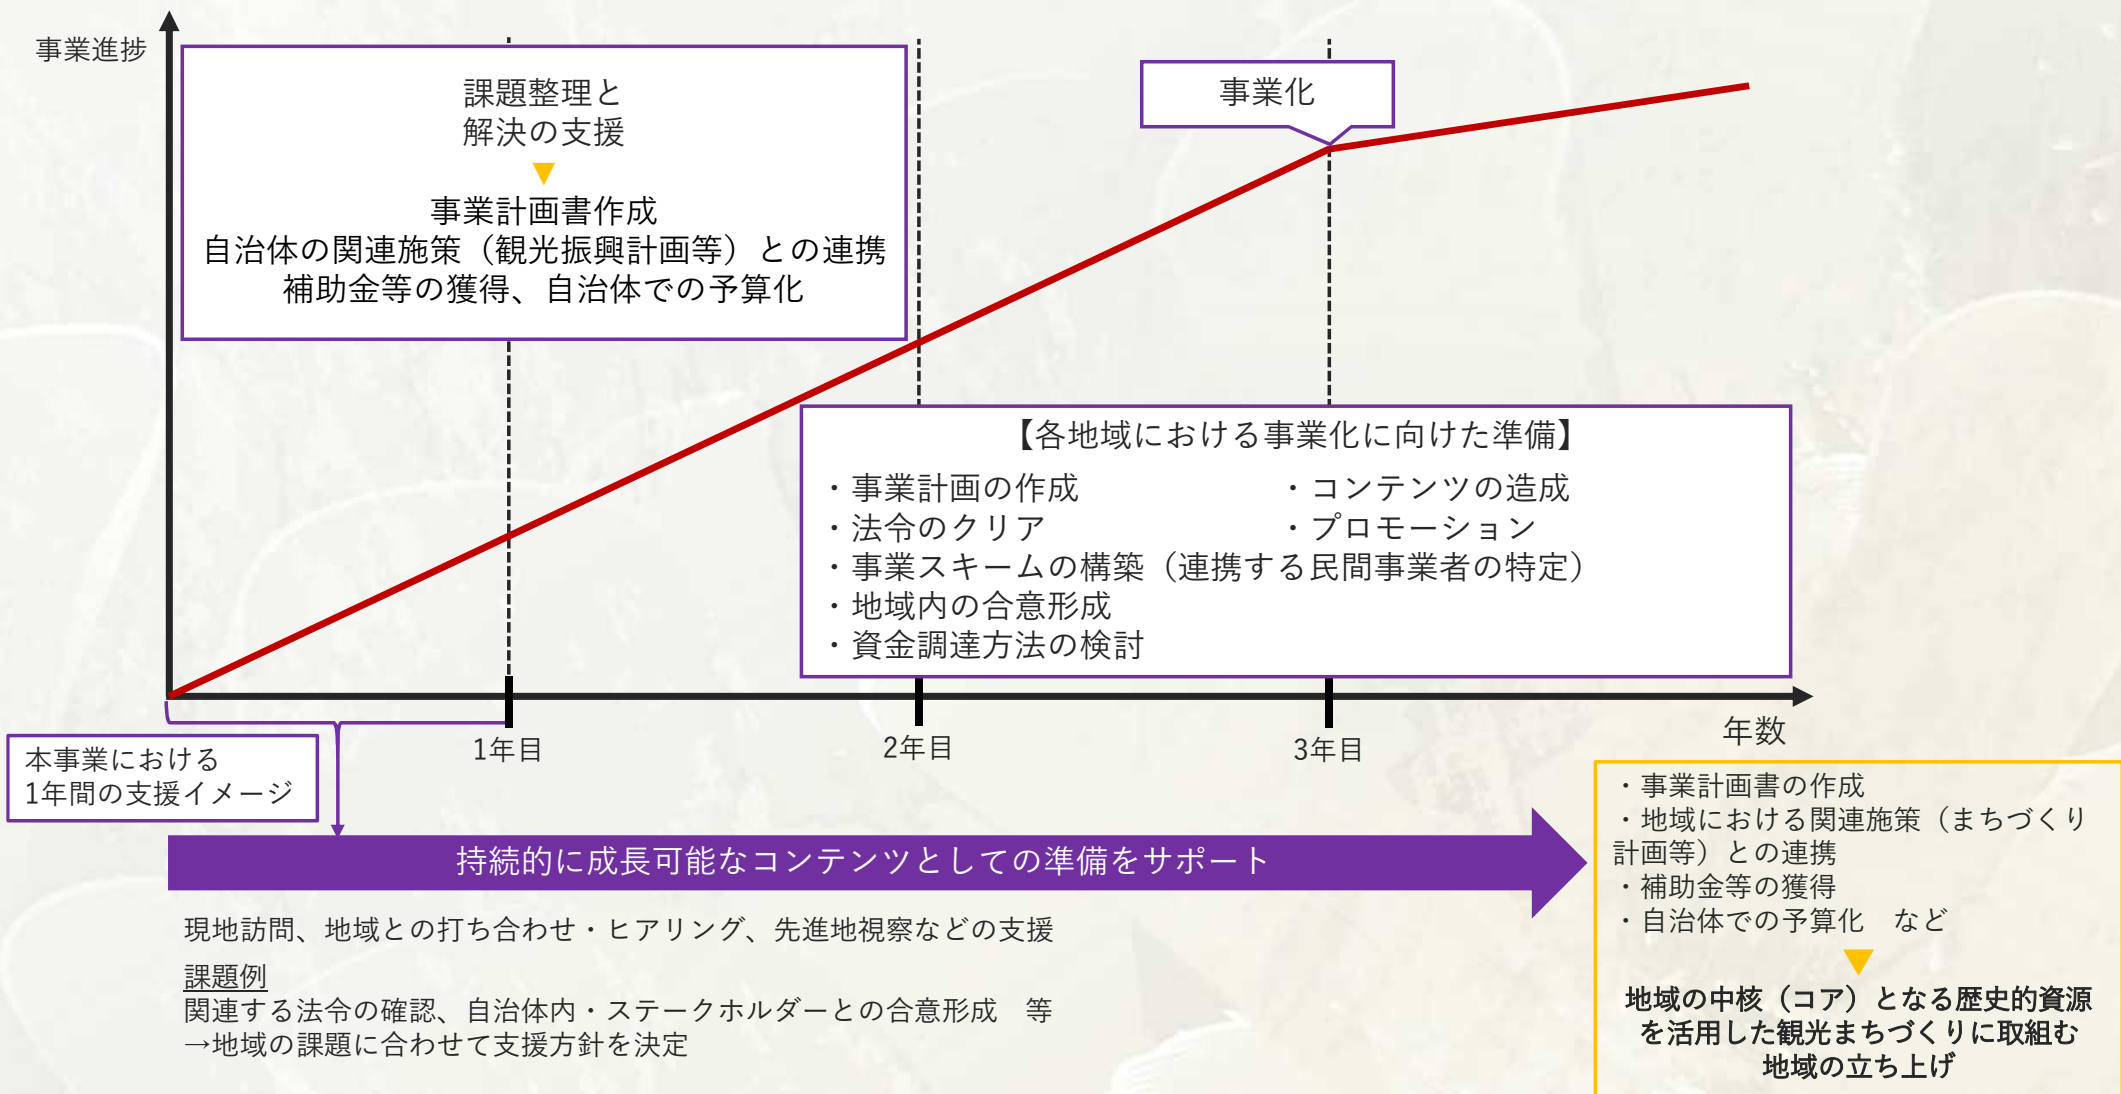 事業進捗
課題整理と
解決の支援
▼
事業計画書作成
自治体の関連施策（観光振興計画等）との連携
補助金等の獲得、自治体での予算化
事業化
【各地域における事業化に向けた準備】
・事業計画の作成
・コンテンツの造成
・法令のクリア
・プロモーション
・事業スキームの構築（連携する民間事業者の特定）
・地域内の合意形成
・資金調達方法の検討
1年目
2年目
3年目
年数
本事業における
1年間の支援イメージ
持続的に成長可能なコンテンツとしての準備をサポート
現地訪問、地域との打ち合わせ・ヒアリング、先進地視察などの支援
課題例
関連する法令の確認、自治体内・ステークホルダーとの合意形成　等
→地域の課題に合わせて支援方針を決定
・事業計画書の作成
・地域における関連施策（まちづくり
計画等）との連携
・補助金等の獲得
・自治体での予算化　など
▼
地域の中核（コア）となる歴史的資源
を活用した観光まちづくりに取組む
地域の立ち上げ